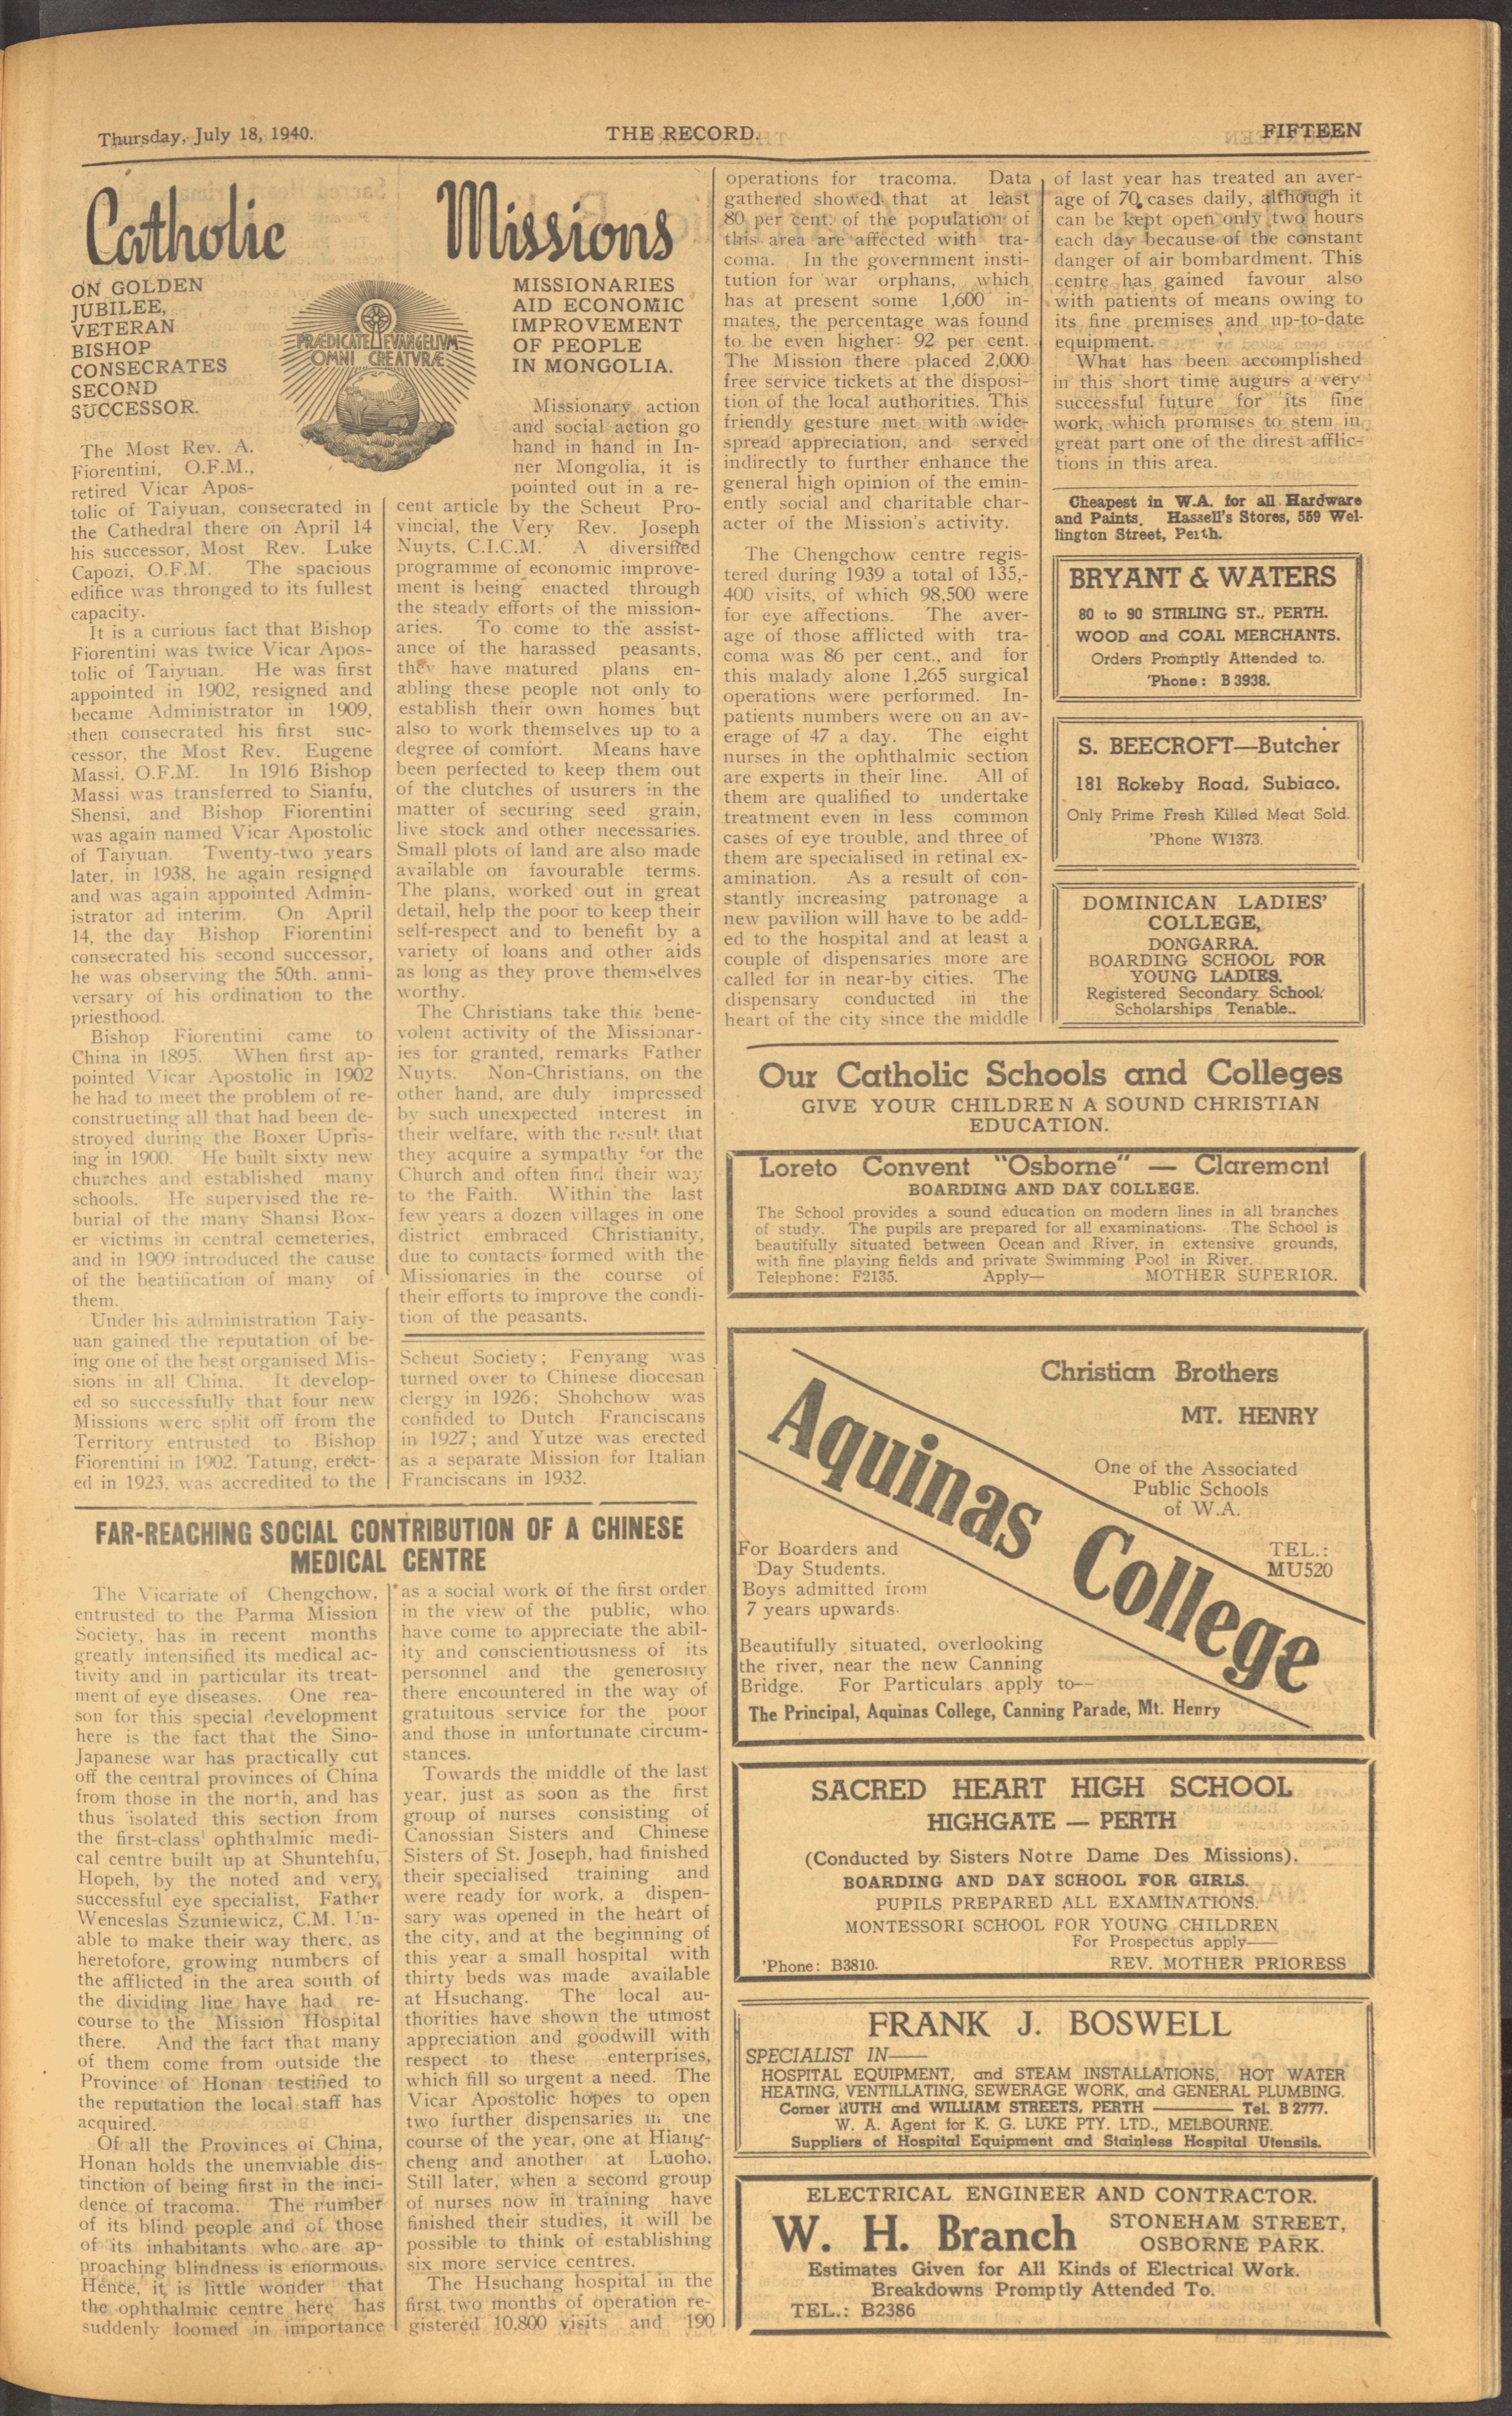 Thursday, July 18, 1940.
THE RECORD.
FIFTEEN
Catholic Missions
PRÆDICATE EVANGELIVM
OMNI CREATVRÆ
ON GOLDEN
JUBILEE,
VETERAN
BISHOP
CONSECRATES
SECOND
SUCCESSOR.
The Most Rev. A.
Fiorentini, O.F.M.,
retired Vicar Apos-
tolic of Taiyuan, consecrated in
the Cathedral there on April 14
his successor, Most Rev. Luke
Capozi, O.F.M. The spacious
edifice was thronged to its fullest
capacity.
It is a curious fact that Bishop
Fiorentini was twice Vicar Apos-
tolic of Taiyuan. He was first
appointed in 1902, resigned and
became Administrator in 1909,
then consecrated his first suc-
cessor, the Most Rev. Eugene
Massi, O.F.M. In 1916 Bishop
Massi was transferred to Sianfu,
Shensi, and Bishop Fiorentini
was again named Vicar Apostolic
of Taiyuan. Twenty-two years
later, in 1938, he again resigned
and was again appointed Admin-
istrator ad interim. On April
14, the day Bishop Fiorentini
consecrated his second successor,
he was observing the 50th. anni-
versary of his ordination to the
priesthood.
Bishop Fiorentini came to
China in 1895. When first ap-
pointed Vicar Apostolic in 1902
he had to meet the problem of re-
constructing all that had been de-
stroyed during the Boxer Upris-
ing in 1900. He built sixty new
churches and established many
schools. He supervised the re-
burial of the many Shansi Box-
er victims in central cemeteries,
and in 1909 introduced the cause
of the beatification of many of
them.
Under his administration Taiy-
uan gained the reputation of be-
ing one of the best organised Mis-
sions in all China. It develop-
ed so successfully that four new
Missions were split off from the
Territory entrusted to Bishop
Fiorentini in 1902. Tatung, erect-
ed in 1923, was accredited to the
Scheut Society; Fenyang was
turned over to Chinese diocesan
clergy in 1926; Shohchow was
confided to Dutch Franciscans
in 1927; and Yutze was erected
as a separate Mission for Italian
Franciscans in 1932.
MISSIONARIES
AID ECONOMIC
IMPROVEMENT
OF PEOPLE
IN MONGOLIA.
Missionary action
and social action go
hand in hand in In-
ner Mongolia, it is
pointed out in a re-
cent article by the Scheut Pro-
vincial, the Very Rev. Joseph
Nuyts, C.I.C.M. A diversified
programme of economic improve-
ment is being enacted through
the steady efforts of the mission-
aries. To come to the assist-
ance of the harassed peasants,
they have matured plans en-
abling these people not only to
establish their own homes but
also to work themselves up to a
degree of comfort. Means have
been perfected to keep them out
of the clutches of usurers in the
matter of securing seed grain,
live stock and other necessaries.
Small plots of land are also made
available on favourable terms.
The plans, worked out in great
detail, help the poor to keep their
self-respect and to benefit by a
variety of loans and other aids
as long as they prove themselves
worthy.
The Christians take this bene-
volent activity of the Missionar-
ies for granted, remarks Father
Nuyts. Non-Christians, on the
other hand, are duly impressed
by such unexpected interest in
their welfare, with the result that
they acquire a sympathy for the
Church and often find their way
to the Faith. Within the last
few years a dozen villages in one
district embraced Christianity,
due to contacts formed with the
Missionaries in the course of
their efforts to improve the condi-
tion of the peasants.
FAR-REACHING SOCIAL CONTRIBUTION OF A CHINESE
MEDICAL CENTRE
The Vicariate of Chengchow,
entrusted to the Parma Mission
Society, has in recent months
greatly intensified its medical ac-
tivity and in particular its treat-
ment of eye diseases. One rea-
son for this special development
here is the fact that the Sino-
Japanese war has practically cut
off the central provinces of China
from those in the north, and has
thus isolated this section from
the first-class ophthalmic medi-
cal centre built up at Shuntehfu,
Hopeh, by the noted and very
successful eye specialist, Father
Wenceslas Szuniewicz, C.M. Un-
able to make their way there, as
heretofore, growing numbers of
the afflicted in the area south of
the dividing line have had re-
course to the Mission Hospital
there. And the fact that many
of them come from outside the
Province of Honan testified to
the reputation the local staff has
acquired.
Of all the Provinces of China,
Honan holds the unenviable dis-
tinction of being first in the inci-
dence of tracoma. The number
of its blind people and of those
of its inhabitants who are ap-
proaching blindness is enormous.
Hence, it is little wonder that
the ophthalmic centre here has
suddenly loomed in importance
as a social work of the first order
in the view of the public, who
have come to appreciate the abil-
ity and conscientiousness of its
personnel and the generosity
there encountered in the way of
gratuitous service for the poor
and those in unfortunate circum-
stances.
Towards the middle of the last
year, just as soon as the first
group of nurses consisting of
Canossian Sisters and Chinese
Sisters of St. Joseph, had finished
their specialised training and
were ready for work, a dispen-
sary was opened in the heart of
the city, and at the beginning of
this year a small hospital with
thirty beds was made available
at Hsuchang. The local au-
thorities have shown the utmost
appreciation and goodwill with
respect to these enterprises,
which fill so urgent a need. The
Vicar Apostolic hopes to open
two further dispensaries in the
course of the year, one at Hiang-
cheng and another at Luoho.
Still later, when a second group
of nurses now in training have
finished their studies, it will be
possible to think of establishing
six more service centres.
The Hsuchang hospital in the
first two months of operation re-
gistered 10,800 visits and 190
operations for tracoma. Data
gathered showed that at least
80 per cent. of the population of
this area are affected with tra-
coma. In the government insti-
tution for war orphans, which
has at present some 1,600 in-
mates, the percentage was found
to be even higher: 92 per cent.
The Mission there placed 2,000
free service tickets at the disposi-
tion of the local authorities. This
friendly gesture met with wide-
spread appreciation, and served
indirectly to further enhance the
general high opinion of the emin-
ently social and charitable char-
acter of the Mission's activity.
The Chengchow centre regis-
tered during 1939 a total of 135,-
400 visits, of which 98,500 were
for eye affections. The aver-
age of those afflicted with tra-
coma was 86 per cent., and for
this malady alone 1,265 surgical
operations were performed. In-
patients numbers were on an av-
erage of 47 a day. The eight
nurses in the ophthalmic section
are experts in their line. All of
them are qualified to undertake
treatment even in less common
cases of eye trouble, and three of
them are specialised in retinal ex-
amination. As a result of con-
stantly increasing patronage a
new pavilion will have to be add-
ed to the hospital and at least a
couple of dispensaries more are
called for in near-by cities. The
dispensary conducted in the
heart of the city since the middle
of last year has treated an aver-
age of 70 cases daily, although it
can be kept open only two hours
each day because of the constant
danger of air bombardment. This
centre has gained favour also
with patients of means owing to
its fine premises and up-to-date
equipment.
What has been accomplished
in this short time augurs a very
successful future for its fine
work, which promises to stem in
great part one of the direst afflic-
tions in this area.
Cheapest in W.A. for all Hardware
and Paints. Hassell's Stores, 559 Wel-
lington Street, Perth.
BRYANT & WATERS
80 to 90 STIRLING ST., PERTH.
WOOD and COAL MERCHANTS.
Orders Promptly Attended to.
'Phone: B 3938.
S. BEECROFT—Butcher
181 Rokeby Road, Subiaco.
Only Prime Fresh Killed Meat Sold.
'Phone W1373.
DOMINICAN LADIES'
COLLEGE,
DONGARRA.
BOARDING SCHOOL FOR
YOUNG LADIES.
Registered Secondary School.
Scholarships Tenable..
Our Catholic Schools and Colleges
GIVE YOUR CHILDREN A SOUND CHRISTIAN
EDUCATION.
Loreto Convent "Osborne" — Claremont
BOARDING AND DAY COLLEGE.
The School provides a sound education on modern lines in all branches
of study. The pupils are prepared for all examinations. The School is
beautifully situated between Ocean and River, in extensive grounds,
with fine playing fields and private Swimming Pool in River.
Telephone: F2135. Apply— MOTHER SUPERIOR.
Christian Brothers
MT. HENRY
One of the Associated
Public Schools
of W.A.
TEL.:
MU520
Aquinas College
For Boarders and
Day Students.
Boys admitted from
7 years upwards.
Beautifully situated, overlooking
the river, near the new Canning
Bridge. For Particulars apply to—
The Principal, Aquinas College, Canning Parade, Mt. Henry
SACRED HEART HIGH SCHOOL
HIGHGATE — PERTH
(Conducted by Sisters Notre Dame Des Missions).
BOARDING AND DAY SCHOOL FOR GIRLS.
PUPILS PREPARED ALL EXAMINATIONS.
MONTESSORI SCHOOL FOR YOUNG CHILDREN
For Prospectus apply—
'Phone: B3810. REV. MOTHER PRIORESS
FRANK J. BOSWELL
SPECIALIST IN—
HOSPITAL EQUIPMENT, and STEAM INSTALLATIONS, HOT WATER
HEATING, VENTILLATING, SEWERAGE WORK, and GENERAL PLUMBING.
Corner RUTH and WILLIAM STREETS, PERTH — Tel. B 2777.
W. A. Agent for K. G. LUKE PTY. LTD., MELBOURNE.
Suppliers of Hospital Equipment and Stainless Hospital Utensils.
ELECTRICAL ENGINEER AND CONTRACTOR.
W. H. Branch
STONEHAM STREET,
OSBORNE PARK.
Estimates Given for All Kinds of Electrical Work.
Breakdowns Promptly Attended To.
TEL.: B2386